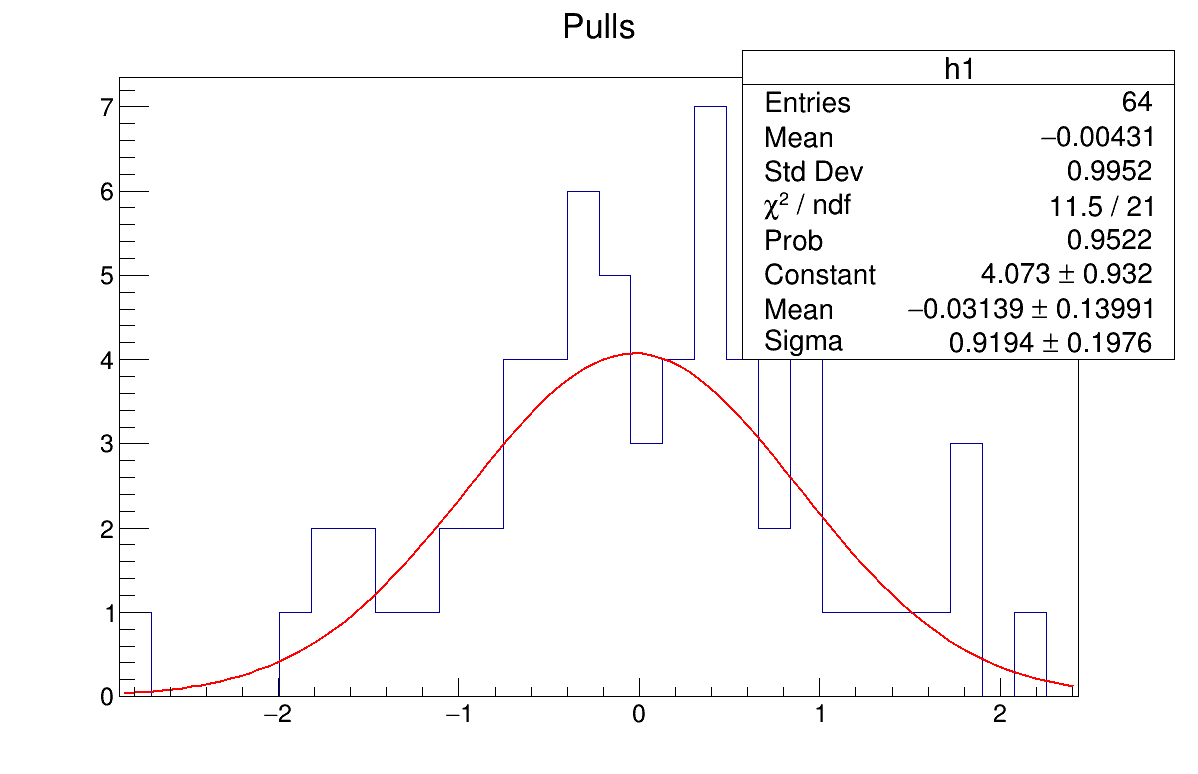 Pulls
h1
Entries 64
Mean −0.00431
Std Dev 0.9952
χ² / ndf 11.5 / 21
Prob 0.9522
Constant 4.073 ± 0.932
Mean −0.03139 ± 0.13991
Sigma 0.9194 ± 0.1976
7
6
5
4
3
2
1
0
−2 −1 0 1 2